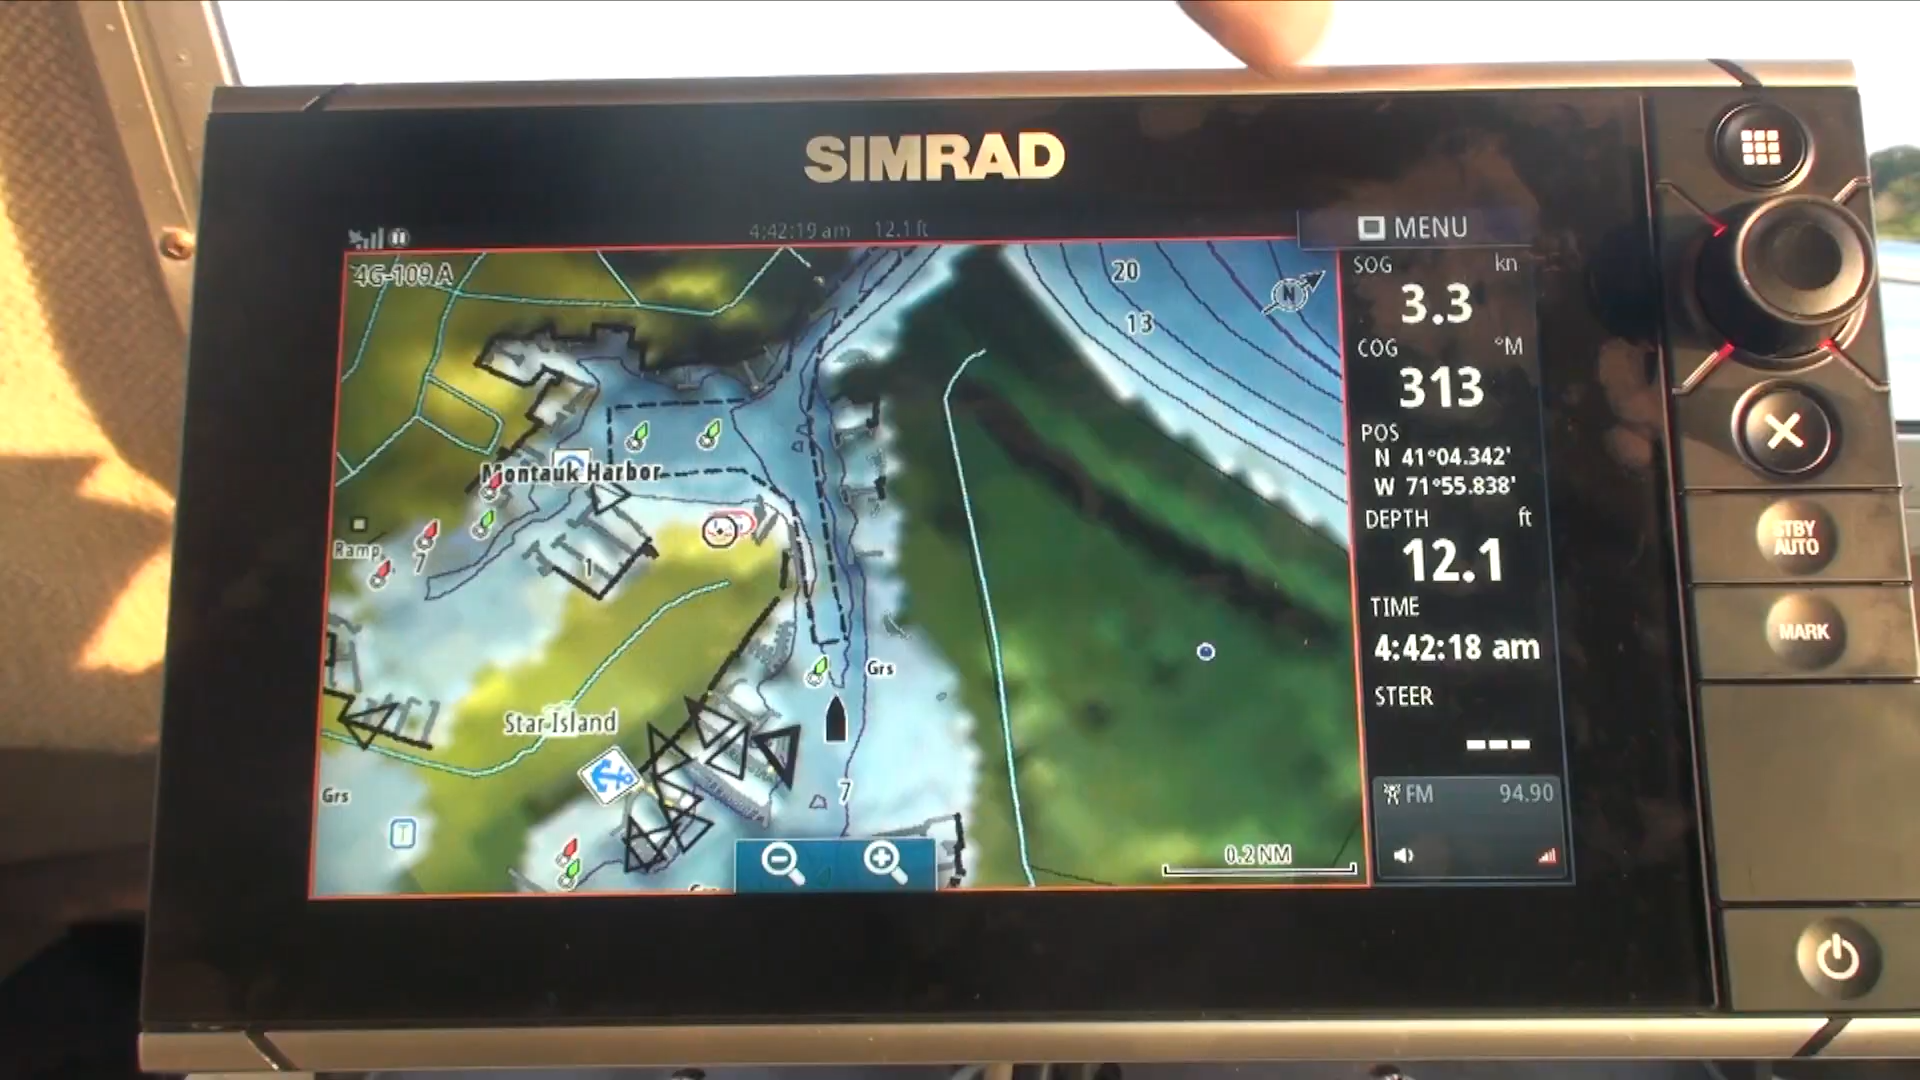 SIMRAD
4:42:19 am 12.1 ft
MENU
4G-109 A
20
13
N
Montauk Harbor
Ramp
7
1
Grs
Star Island
Grs
T
7
0.2 NM
SOG kn
3.3
COG °M
313
POS
N 41°04.342'
W 71°55.838'
DEPTH ft
12.1
TIME
4:42:18 am
STEER
---
FM 94.90
STBY
AUTO
MARK